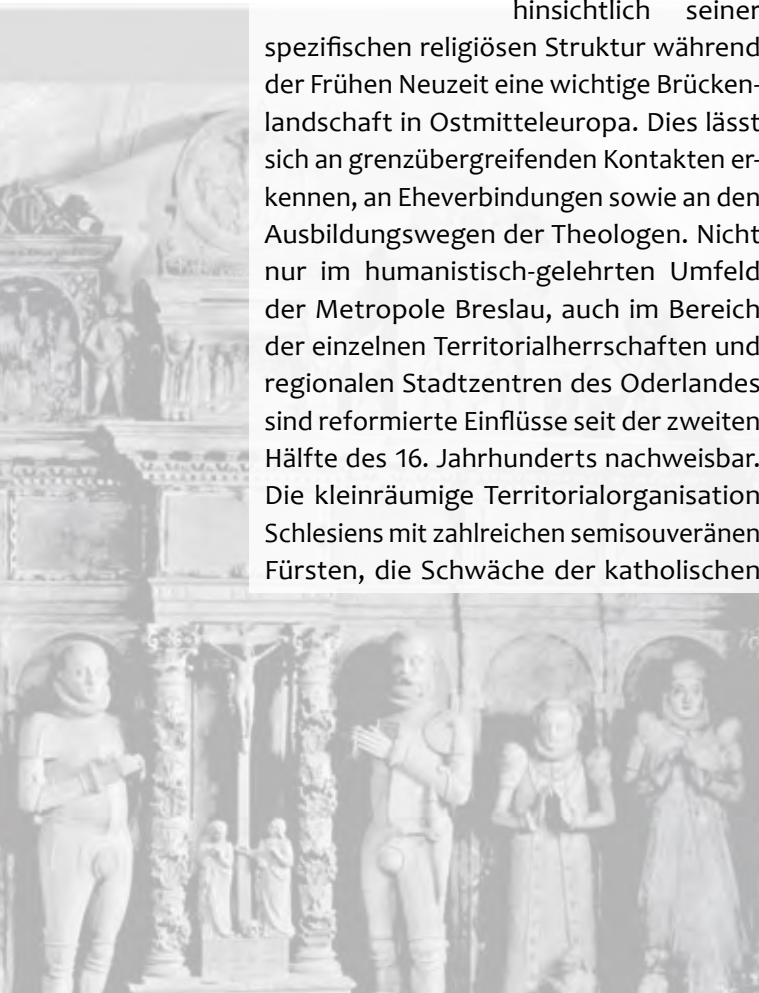 hinsichtlich seiner
spezifischen religiösen Struktur während
der Frühen Neuzeit eine wichtige Brücken-
landschaft in Ostmitteleuropa. Dies lässt
sich an grenzübergreifenden Kontakten er-
kennen, an Eheverbindungen sowie an den
Ausbildungswegen der Theologen. Nicht
nur im humanistisch-gelehrten Umfeld
der Metropole Breslau, auch im Bereich
der einzelnen Territorialherrschaften und
regionalen Stadtzentren des Oderlandes
sind reformierte Einflüsse seit der zweiten
Hälfte des 16. Jahrhunderts nachweisbar.
Die kleinräumige Territorialorganisation
Schlesiens mit zahlreichen semisouveränen
Fürsten, die Schwäche der katholischen